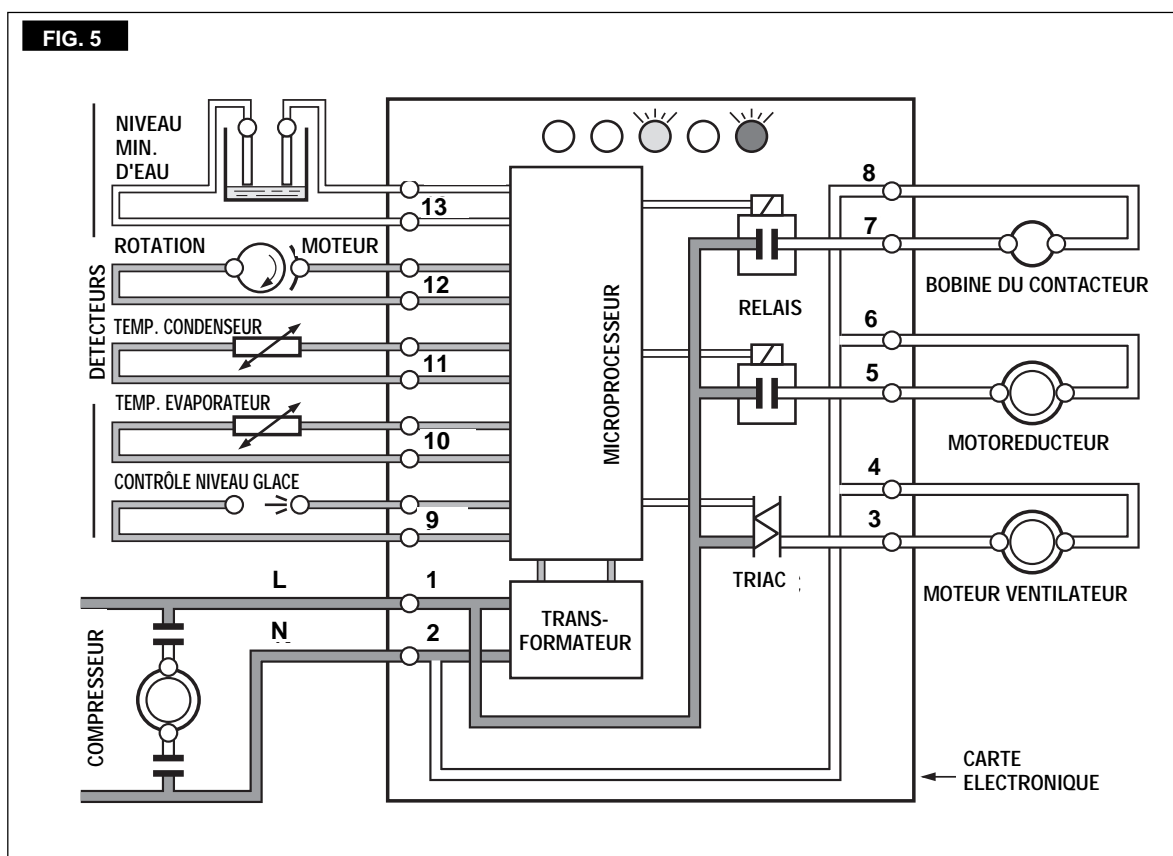 FIG. 5
NIVEAU
MIN.
D'EAU
13
ROTATION
MOTEUR
12
TEMP. CONDENSEUR
11
TEMP. EVAPORATEUR
10
CONTRÔLE NIVEAU GLACE
9
DETECTEURS
L
1
N
2
COMPRESSEUR
MICROPROCESSEUR
TRANS-
FORMATEUR
RELAIS
TRIAC
8
7
BOBINE DU CONTACTEUR
6
5
MOTOREDUCTEUR
4
3
MOTEUR VENTILATEUR
CARTE
ELECTRONIQUE